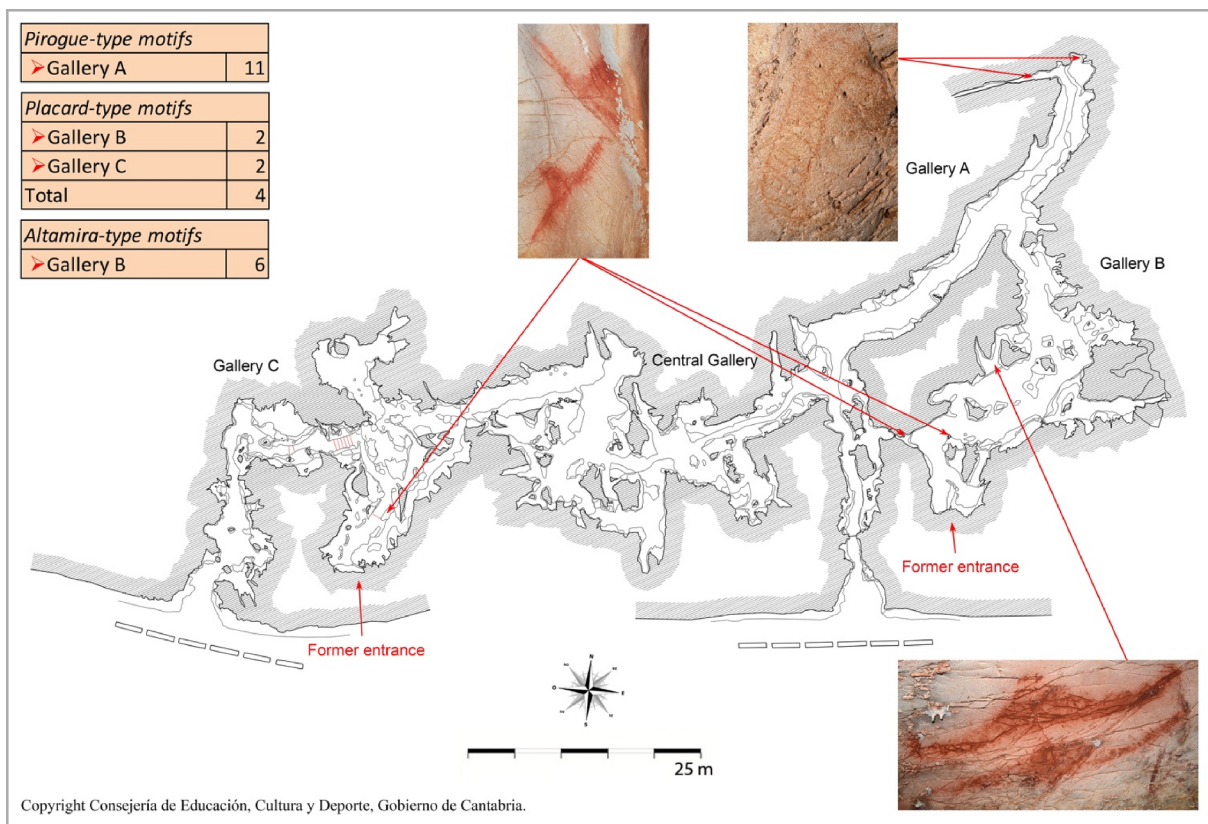 Pirogue-type motifs
Gallery A 11
Placard-type motifs
Gallery B 2
Gallery C 2
Total 4
Altamira-type motifs
Gallery B 6
Gallery A
Gallery B
Gallery C
Central Gallery
Former entrance
Former entrance
N
O
E
S
25 m
Copyright Consejería de Educación, Cultura y Deporte, Gobierno de Cantabria.